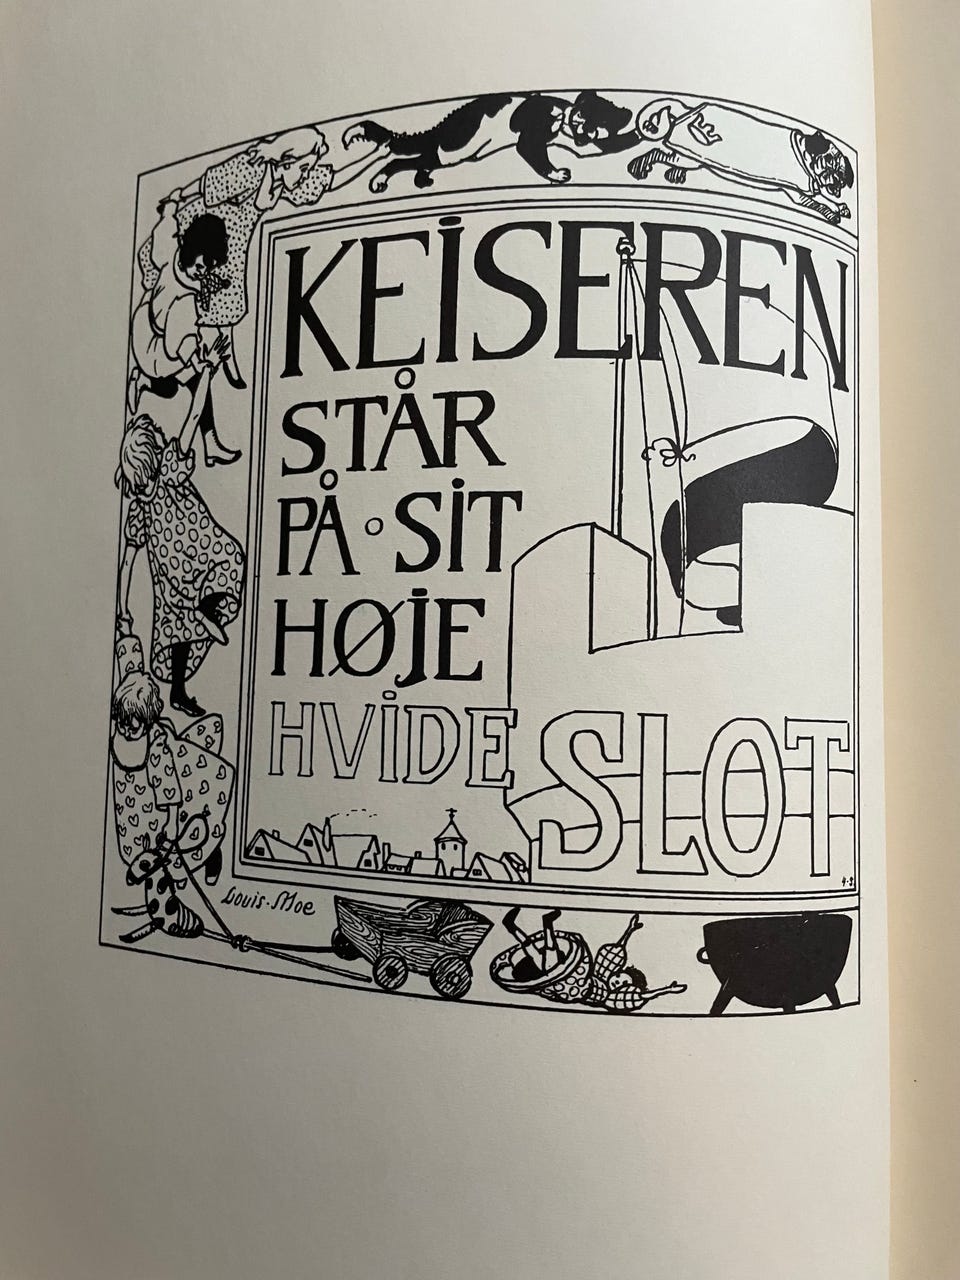 KEISEREN
STÅR
PÅ SIT
HØJE
HVIDE SLOT
Louis Moe